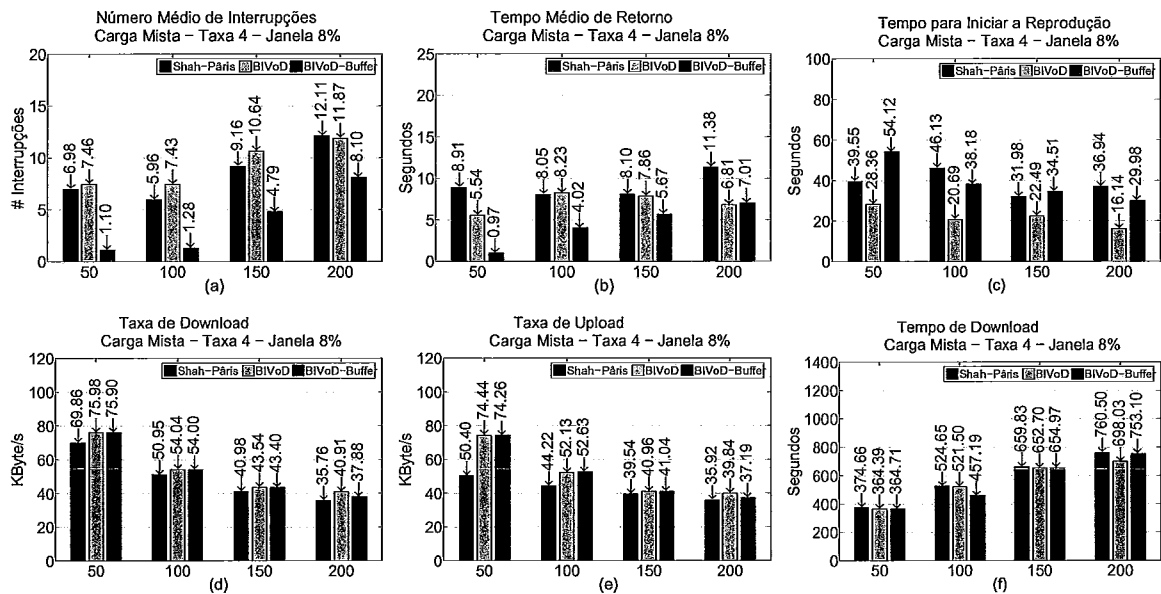 Número Médio de Interrupções
Carga Mista – Taxa 4 – Janela 8%
# Interrupções
20
15
10
5
0
Shah–Pâris BIVoD BIVoD–Buffer
6.98 7.46 1.10
5.96 7.43 1.28
9.16 10.64 4.79
12.11 11.87 8.10
50 100 150 200
(a)
Tempo Médio de Retorno
Carga Mista – Taxa 4 – Janela 8%
Segundos
25
20
15
10
5
0
Shah–Pâris BIVoD BIVoD–Buffer
8.91 5.54 0.97
8.05 8.23 4.02
8.10 7.86 5.67
11.38 6.81 7.01
50 100 150 200
(b)
Tempo para Iniciar a Reprodução
Carga Mista – Taxa 4 – Janela 8%
Segundos
100
80
60
40
20
0
Shah–Pâris BIVoD BIVoD–Buffer
39.55 28.36 54.12
46.13 20.69 38.18
31.98 22.49 34.51
36.94 16.14 29.98
50 100 150 200
(c)
Taxa de Download
Carga Mista – Taxa 4 – Janela 8%
KByte/s
120
100
80
60
40
20
0
Shah–Pâris BIVoD BIVoD–Buffer
69.86 75.98 75.90
50.95 54.04 54.00
40.98 43.54 43.40
35.76 40.91 37.88
50 100 150 200
(d)
Taxa de Upload
Carga Mista – Taxa 4 – Janela 8%
KByte/s
120
100
80
60
40
20
0
Shah–Pâris BIVoD BIVoD–Buffer
50.40 74.44 74.26
44.22 52.13 52.63
39.54 40.96 41.04
35.92 39.84 37.19
50 100 150 200
(e)
Tempo de Download
Carga Mista – Taxa 4 – Janela 8%
Segundos
1400
1200
1000
800
600
400
200
0
Shah–Pâris BIVoD BIVoD–Buffer
374.66 364.39 364.71
524.65 521.50 457.19
659.83 652.70 654.97
760.50 698.03 753.10
50 100 150 200
(f)